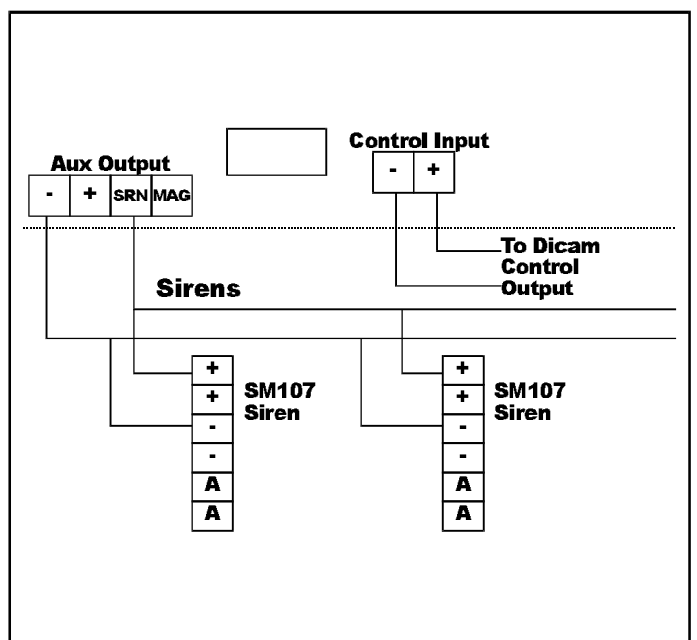 Control Input
- +
Aux Output
- + SRN MAG
To Dicam
Control
Output
Sirens
+
+
-
-
A
A
SM107
Siren
+
+
-
-
A
A
SM107
Siren